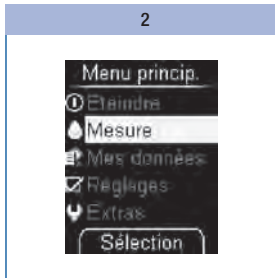 2
Menu princip.
Eteindre
Mesure
Mes données
Réglages
Extras
Sélection